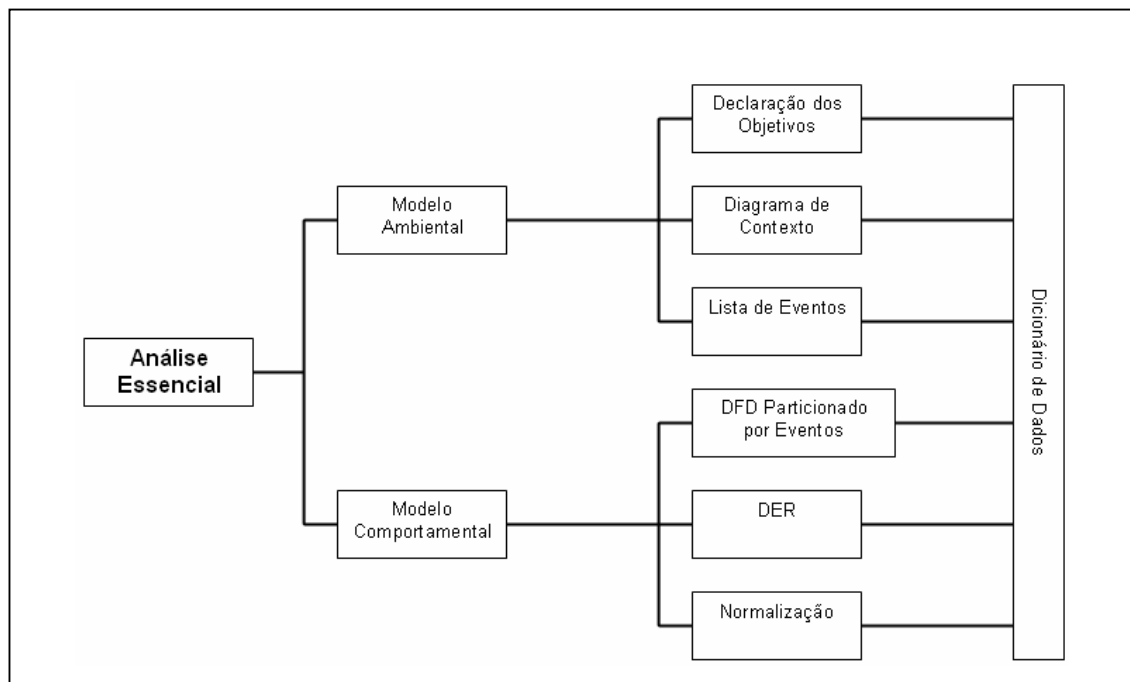 Declaração dos
Objetivos
Modelo
Ambiental
Diagrama de
Contexto
Lista de Eventos
Análise
Essencial
DFD Particionado
por Eventos
Modelo
Comportamental
DER
Normalização
Dicionário de Dados